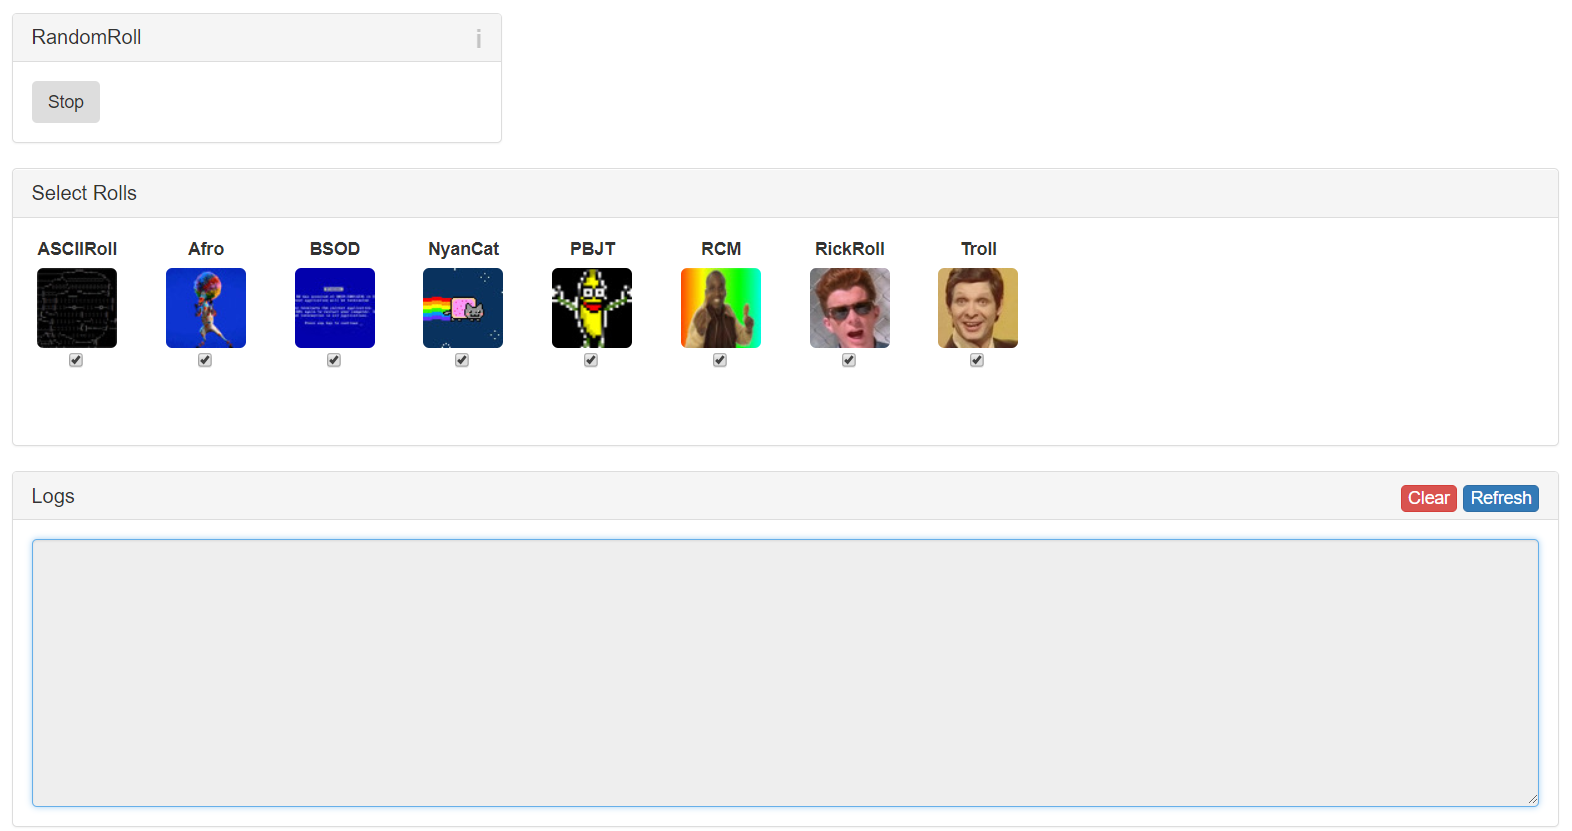 RandomRoll
Stop
Select Rolls
ASCIIRoll Afro BSOD NyanCat PBJT RCM RickRoll Troll
Logs Clear Refresh